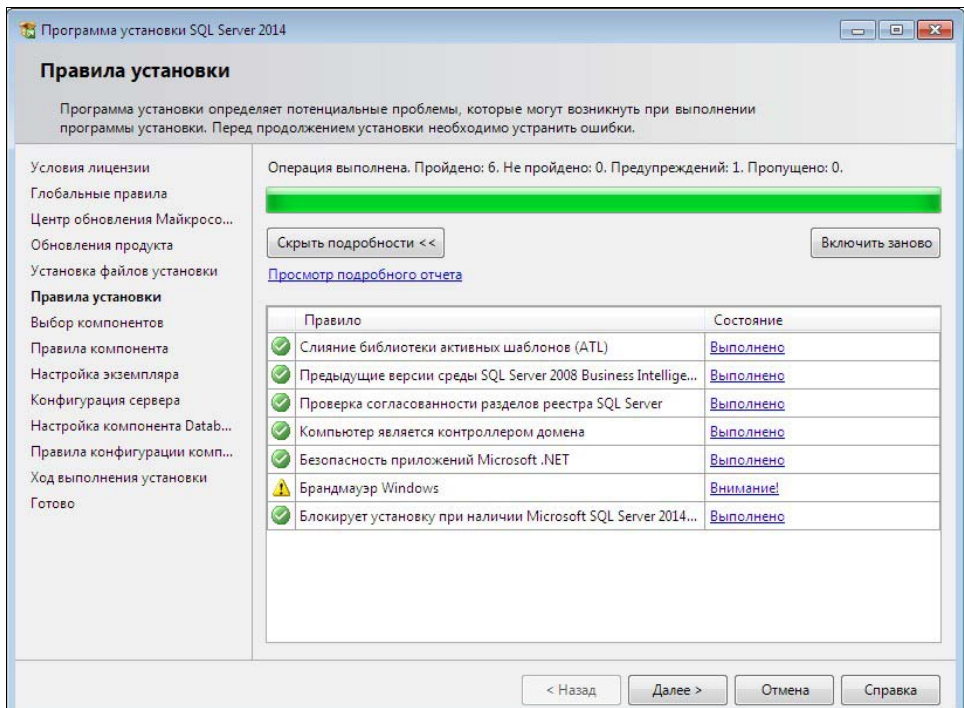 Программа установки SQL Server 2014
Правила установки
Программа установки определяет потенциальные проблемы, которые могут возникнуть при выполнении
программы установки. Перед продолжением установки необходимо устранить ошибки.
Условия лицензии
Глобальные правила
Центр обновления Майкросо...
Обновления продукта
Установка файлов установки
Правила установки
Выбор компонентов
Правила компонента
Настройка экземпляра
Конфигурация сервера
Настройка компонента Datab...
Правила конфигурации комп...
Ход выполнения установки
Готово
Операция выполнена. Пройдено: 6. Не пройдено: 0. Предупреждений: 1. Пропущено: 0.
Скрыть подробности << Включить заново
Просмотр подробного отчета
Правило Состояние
Слияние библиотеки активных шаблонов (ATL) Выполнено
Предыдущие версии среды SQL Server 2008 Business Intellige... Выполнено
Проверка согласованности разделов реестра SQL Server Выполнено
Компьютер является контроллером домена Выполнено
Безопасность приложений Microsoft .NET Выполнено
Брандмауэр Windows Внимание!
Блокирует установку при наличии Microsoft SQL Server 2014... Выполнено
< Назад Далее > Отмена Справка